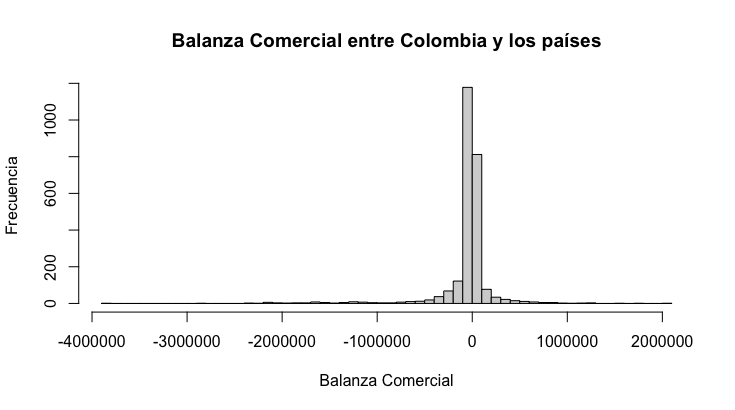 Balanza Comercial entre Colombia y los países
Frecuencia
1000
600
200
0
-4000000 -3000000 -2000000 -1000000 0 1000000 2000000
Balanza Comercial